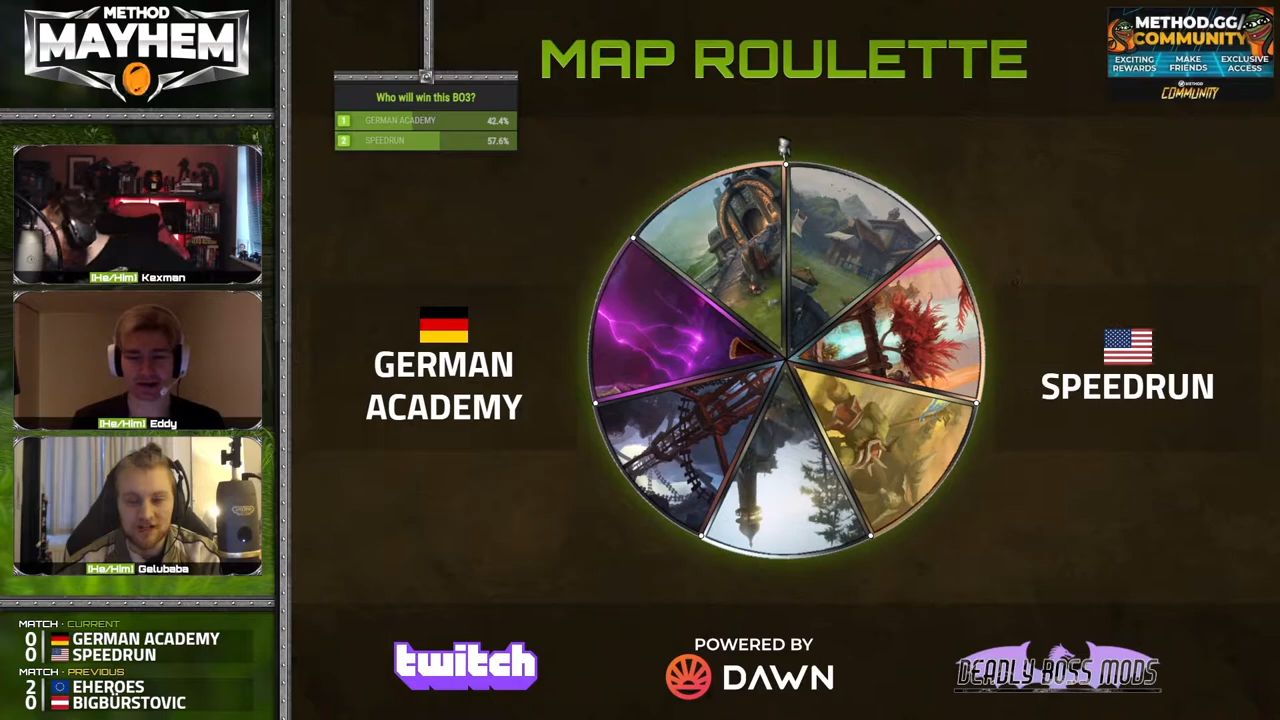 METHOD
MAYHEM
MAP ROULETTE
METHOD.GG/
COMMUNITY
EXCITING REWARDS
MAKE FRIENDS
EXCLUSIVE ACCESS
METHOD
COMMUNITY
Who will win this BO3?
1 GERMAN ACADEMY 42.4%
2 SPEEDRUN 57.6%
[He/Him] Kexman
[He/Him] Eddy
[He/Him] Gelubaba
GERMAN
ACADEMY
SPEEDRUN
MATCH - CURRENT
0 GERMAN ACADEMY
0 SPEEDRUN
MATCH - PREVIOUS
2 EHEROES
0 BIGBÜRSTOVIC
twitch
POWERED BY
DAWN
DEADLY BOSS MODS